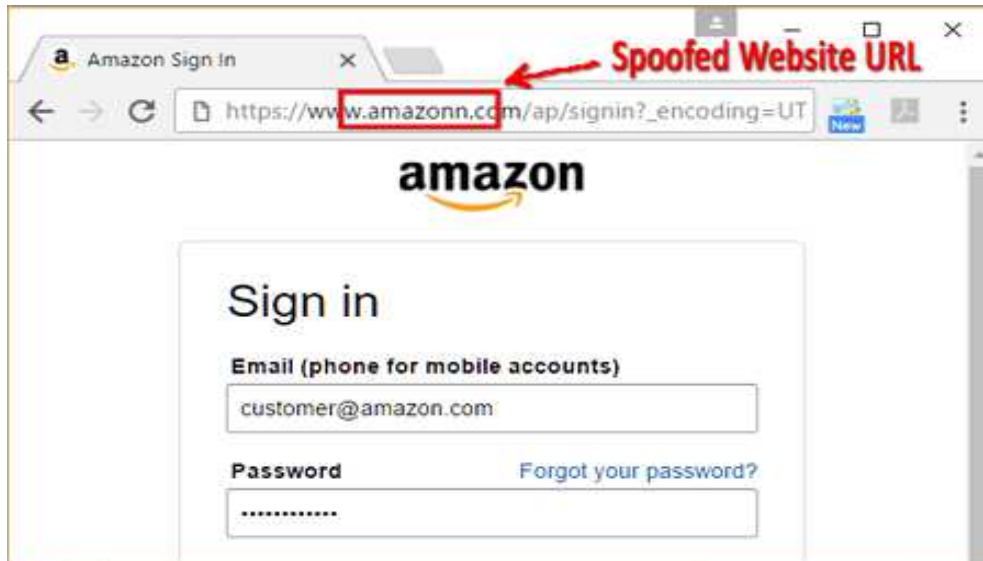 a Amazon Sign In
Spoofed Website URL
https://www.amazonn.com/ap/signin?_encoding=UT
New
amazon
Sign in
Email (phone for mobile accounts)
customer@amazon.com
Password Forgot your password?
••••••••••••